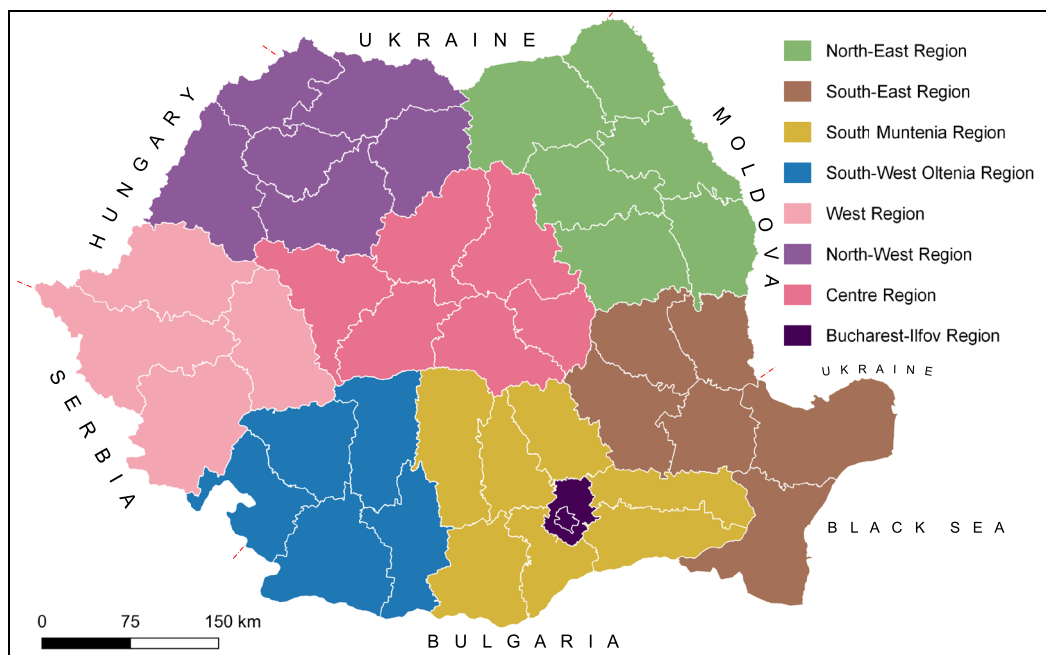 UKRAINE
HUNGARY
MOLDOVA
SERBIA
UKRAINE
BLACK SEA
BULGARIA
North-East Region
South-East Region
South Muntenia Region
South-West Oltenia Region
West Region
North-West Region
Centre Region
Bucharest-Ilfov Region
0 75 150 km